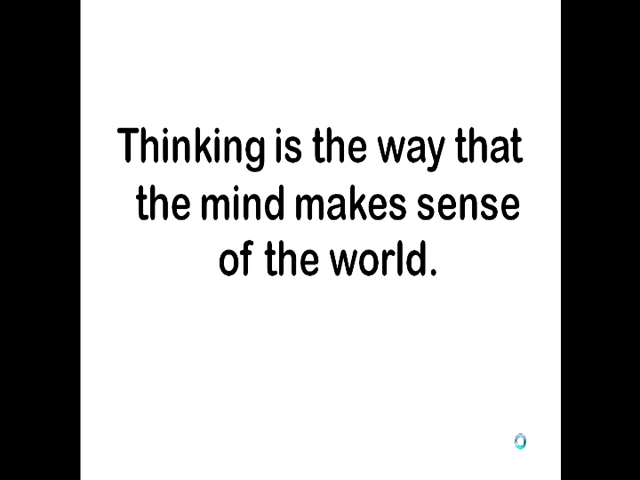 Thinking is the way that
the mind makes sense
of the world.